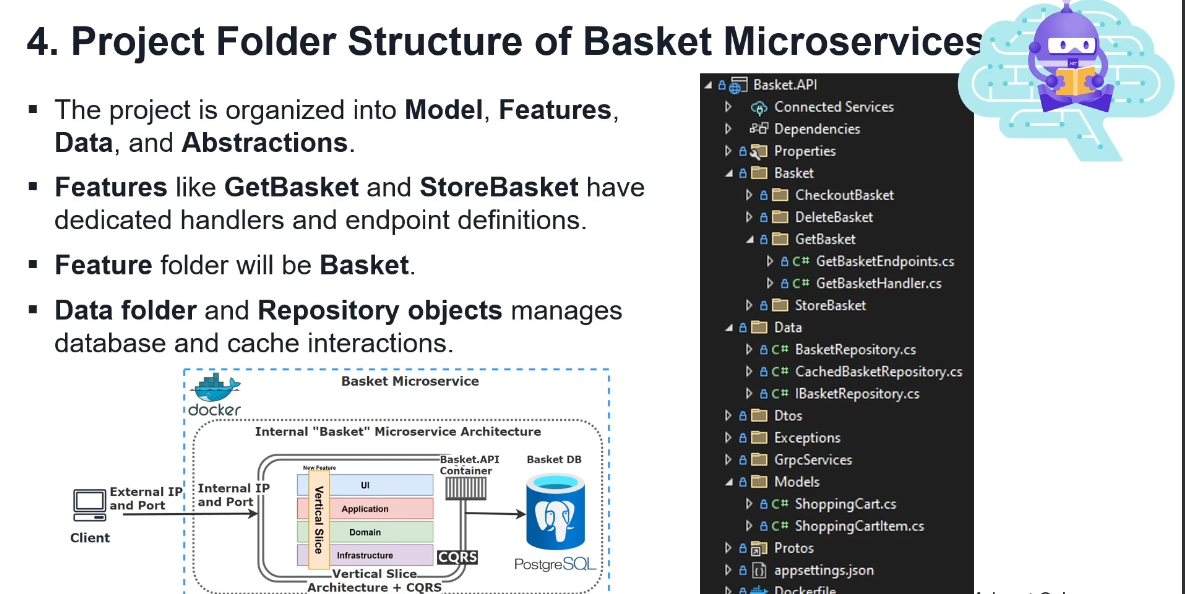 4. Project Folder Structure of Basket Microservices
▪ The project is organized into Model, Features,
Data, and Abstractions.
▪ Features like GetBasket and StoreBasket have
dedicated handlers and endpoint definitions.
▪ Feature folder will be Basket.
▪ Data folder and Repository objects manages
database and cache interactions.
docker
Basket Microservice
Internal "Basket" Microservice Architecture
Client
External IP
and Port
Internal IP
and Port
New Feature
Vertical Slice
UI
Application
Domain
Infrastructure
Basket.API
Container
CQRS
Vertical Slice
Architecture + CQRS
Basket DB
PostgreSQL
Basket.API
Connected Services
Dependencies
Properties
Basket
CheckoutBasket
DeleteBasket
GetBasket
C# GetBasketEndpoints.cs
C# GetBasketHandler.cs
StoreBasket
Data
C# BasketRepository.cs
C# CachedBasketRepository.cs
C# IBasketRepository.cs
Dtos
Exceptions
GrpcServices
Models
C# ShoppingCart.cs
C# ShoppingCartItem.cs
Protos
appsettings.json
Dockerfile
.NET